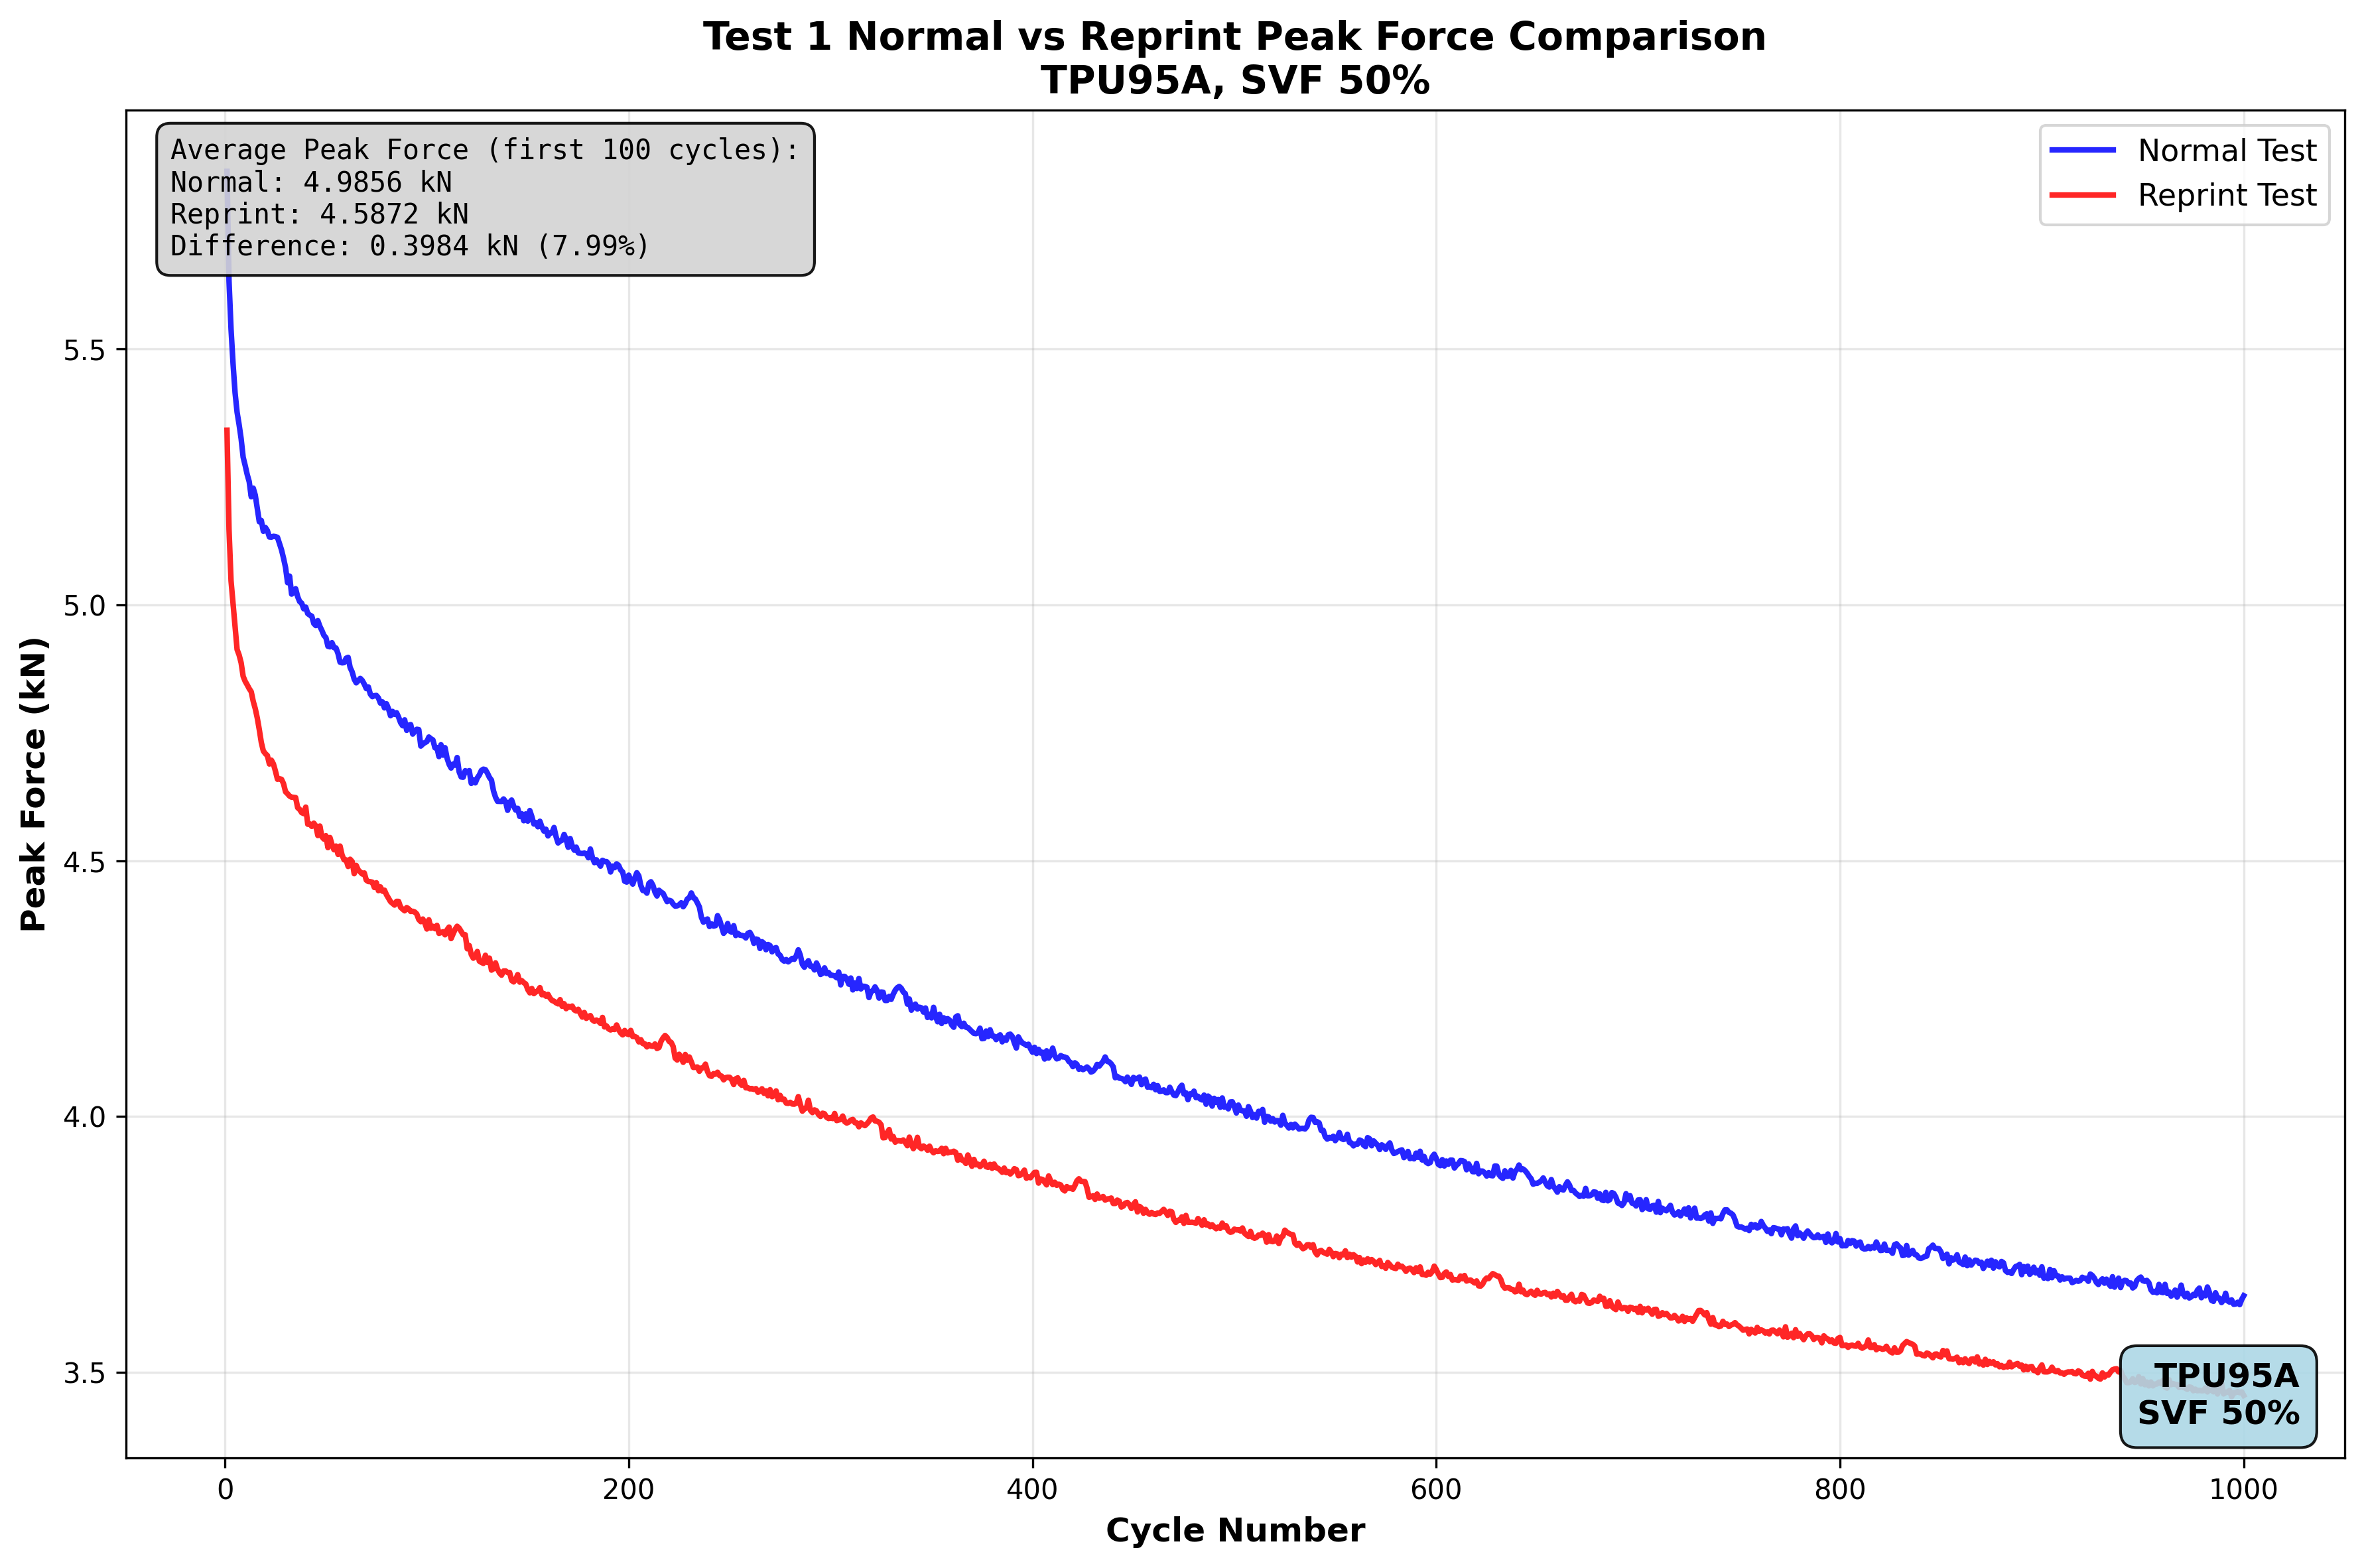 Test 1 Normal vs Reprint Peak Force Comparison
TPU95A, SVF 50%
Average Peak Force (first 100 cycles):
Normal: 4.9856 kN
Reprint: 4.5872 kN
Difference: 0.3984 kN (7.99%)
Normal Test
Reprint Test
Peak Force (kN)
5.5
5.0
4.5
4.0
3.5
TPU95A
SVF 50%
0
200
400
600
800
1000
Cycle Number